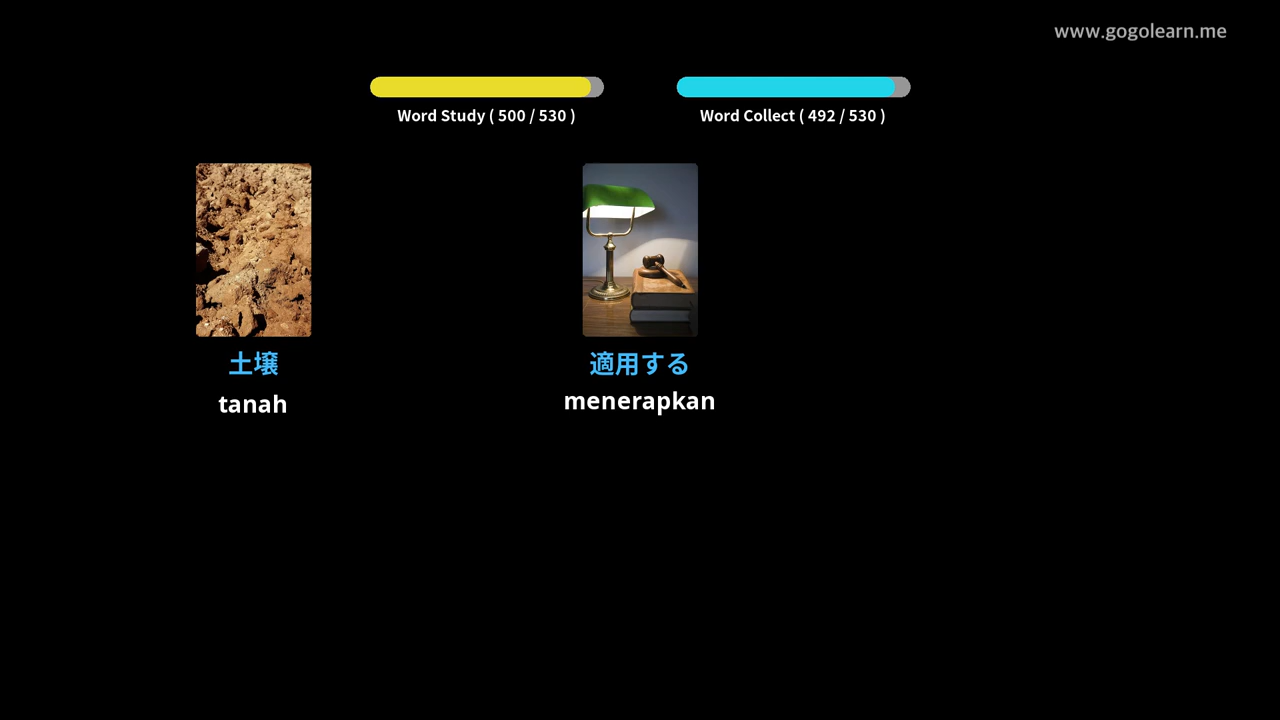 www.gogolearn.me
Word Study ( 500 / 530 )
Word Collect ( 492 / 530 )
土壌
tanah
適用する
menerapkan